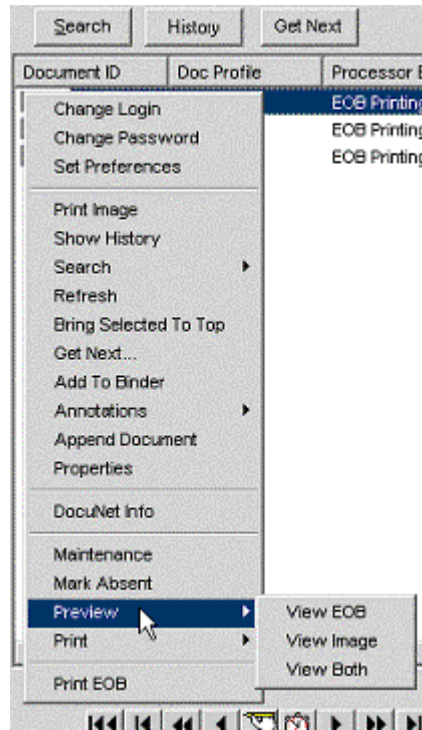 Search History Get Next
Document ID Doc Profile Processor
EOB Printing
EOB Printing
EOB Printing
Change Login
Change Password
Set Preferences
Print Image
Show History
Search
Refresh
Bring Selected To Top
Get Next...
Add To Binder
Annotations
Append Document
Properties
DocuNet Info
Maintenance
Mark Absent
Preview
View EOB
Print
View Image
View Both
Print EOB